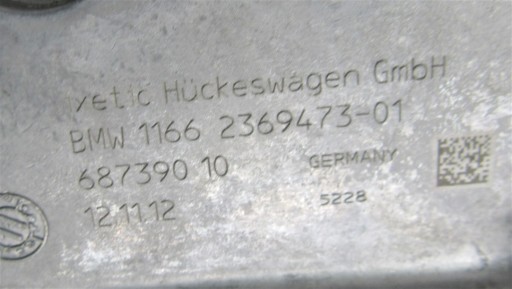 vetic Hückeswagen GmbH
BMW 1166 2369473-01
687390 10 GERMANY
12.11.12 5228